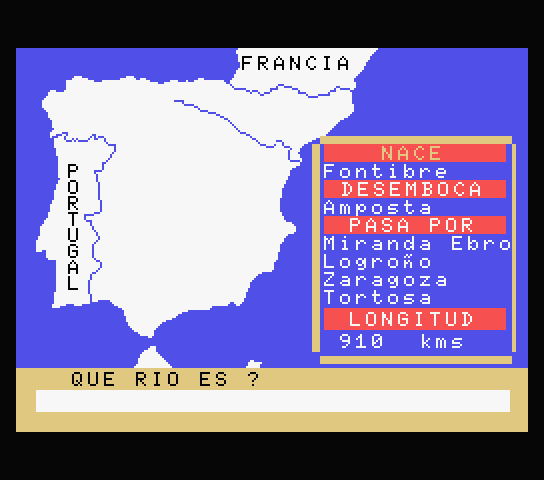 FRANCIA
PORTUGAL
NACE
Fontibre
DESEMBOCA
Amposta
PASA POR
Miranda Ebro
Logroño
Zaragoza
Tortosa
LONGITUD
910 kms
QUE RIO ES ?